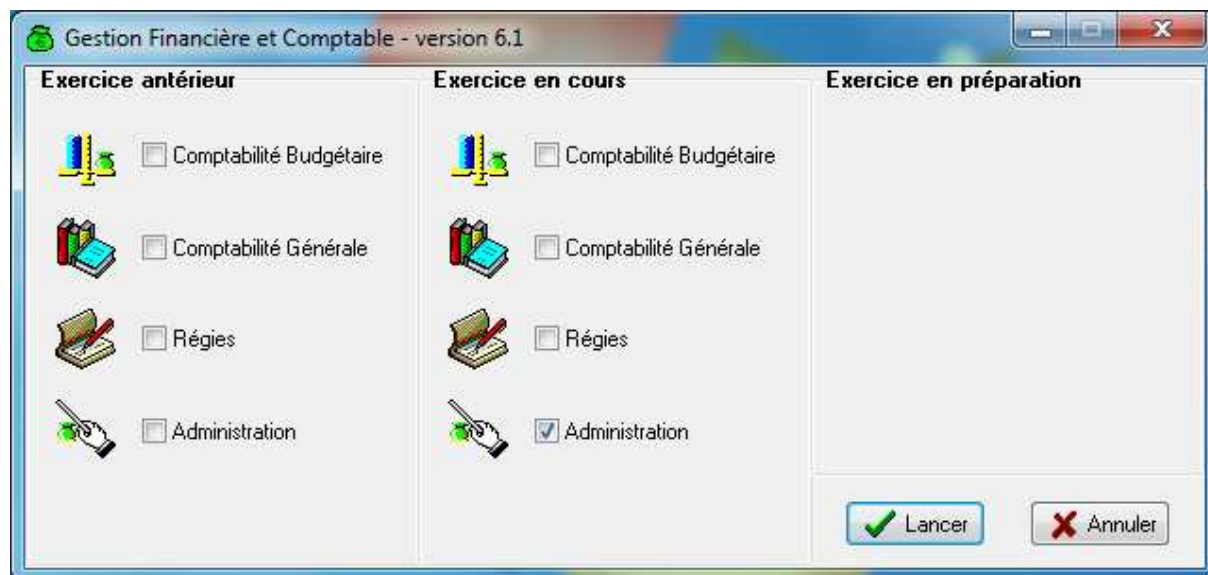 Gestion Financière et Comptable - version 6.1
Exercice antérieur
Comptabilité Budgétaire
Comptabilité Générale
Régies
Administration
Exercice en cours
Comptabilité Budgétaire
Comptabilité Générale
Régies
Administration
Exercice en préparation
Lancer
Annuler